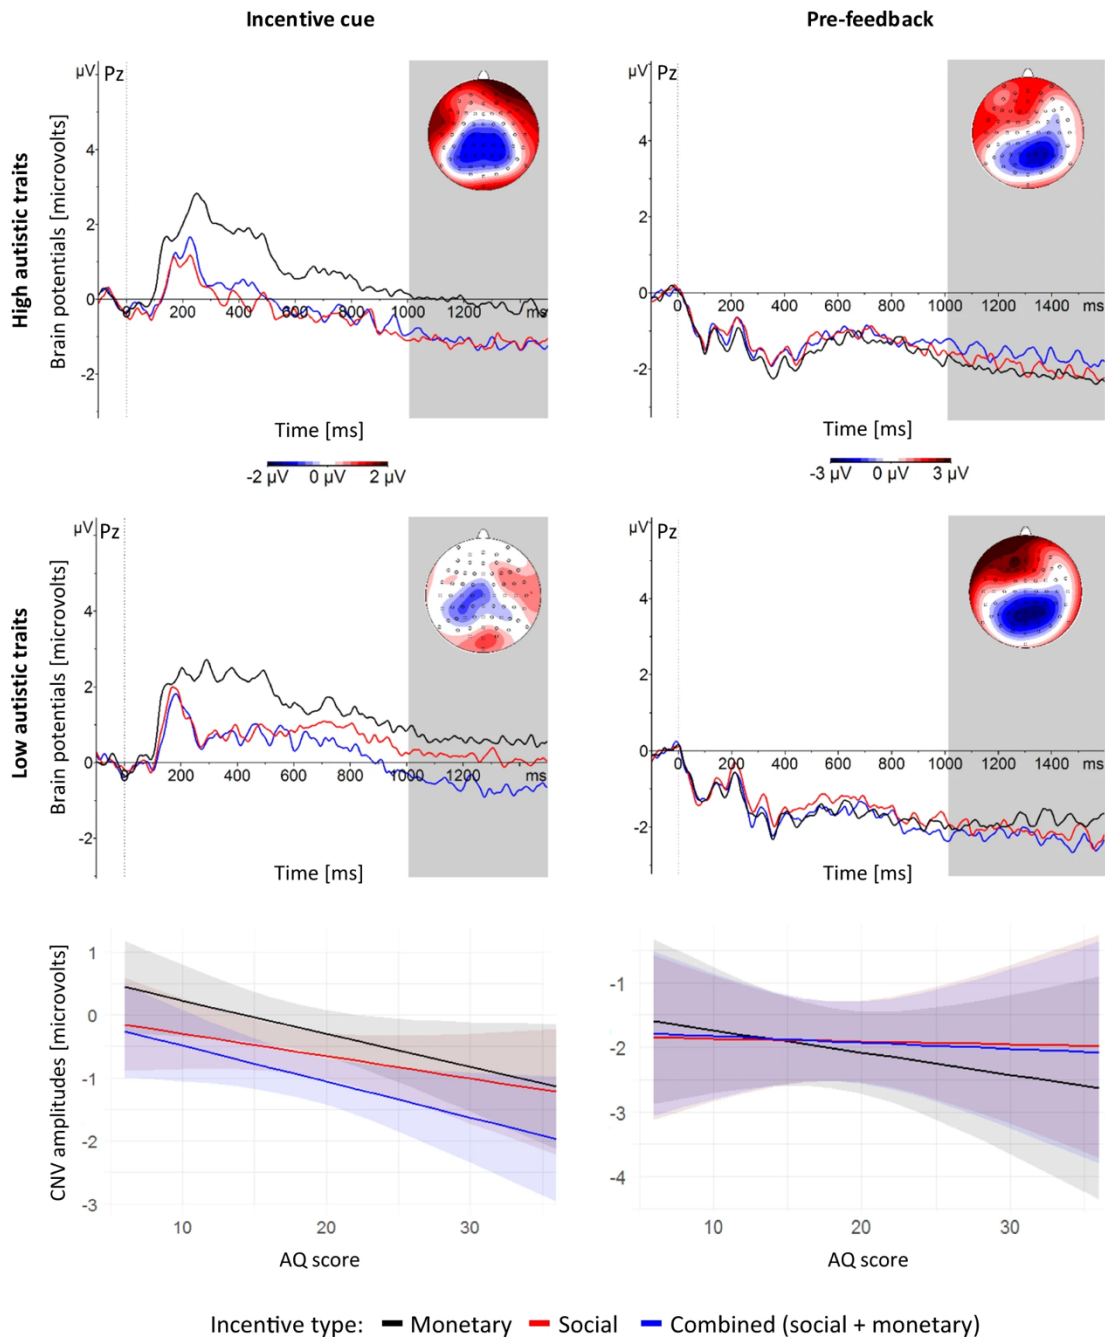 Incentive cue
Pre-feedback
High autistic traits
Brain potentials [microvolts]
µV
Pz
4
2
0
-2
0
200
400
600
800
1000
1200
ms
Time [ms]
-2 µV
0 µV
2 µV
µV
Pz
4
2
0
-2
0
200
400
600
800
1000
1200
1400
ms
Time [ms]
-3 µV
0 µV
3 µV
Low autistic traits
Brain potentials [microvolts]
µV
Pz
4
2
0
-2
0
200
400
600
800
1000
1200
ms
Time [ms]
µV
Pz
4
2
0
-2
0
200
400
600
800
1000
1200
1400
ms
Time [ms]
CNV amplitudes [microvolts]
1
0
-1
-2
-3
10
20
30
AQ score
-1
-2
-3
-4
10
20
30
AQ score
Incentive type: Monetary Social Combined (social + monetary)